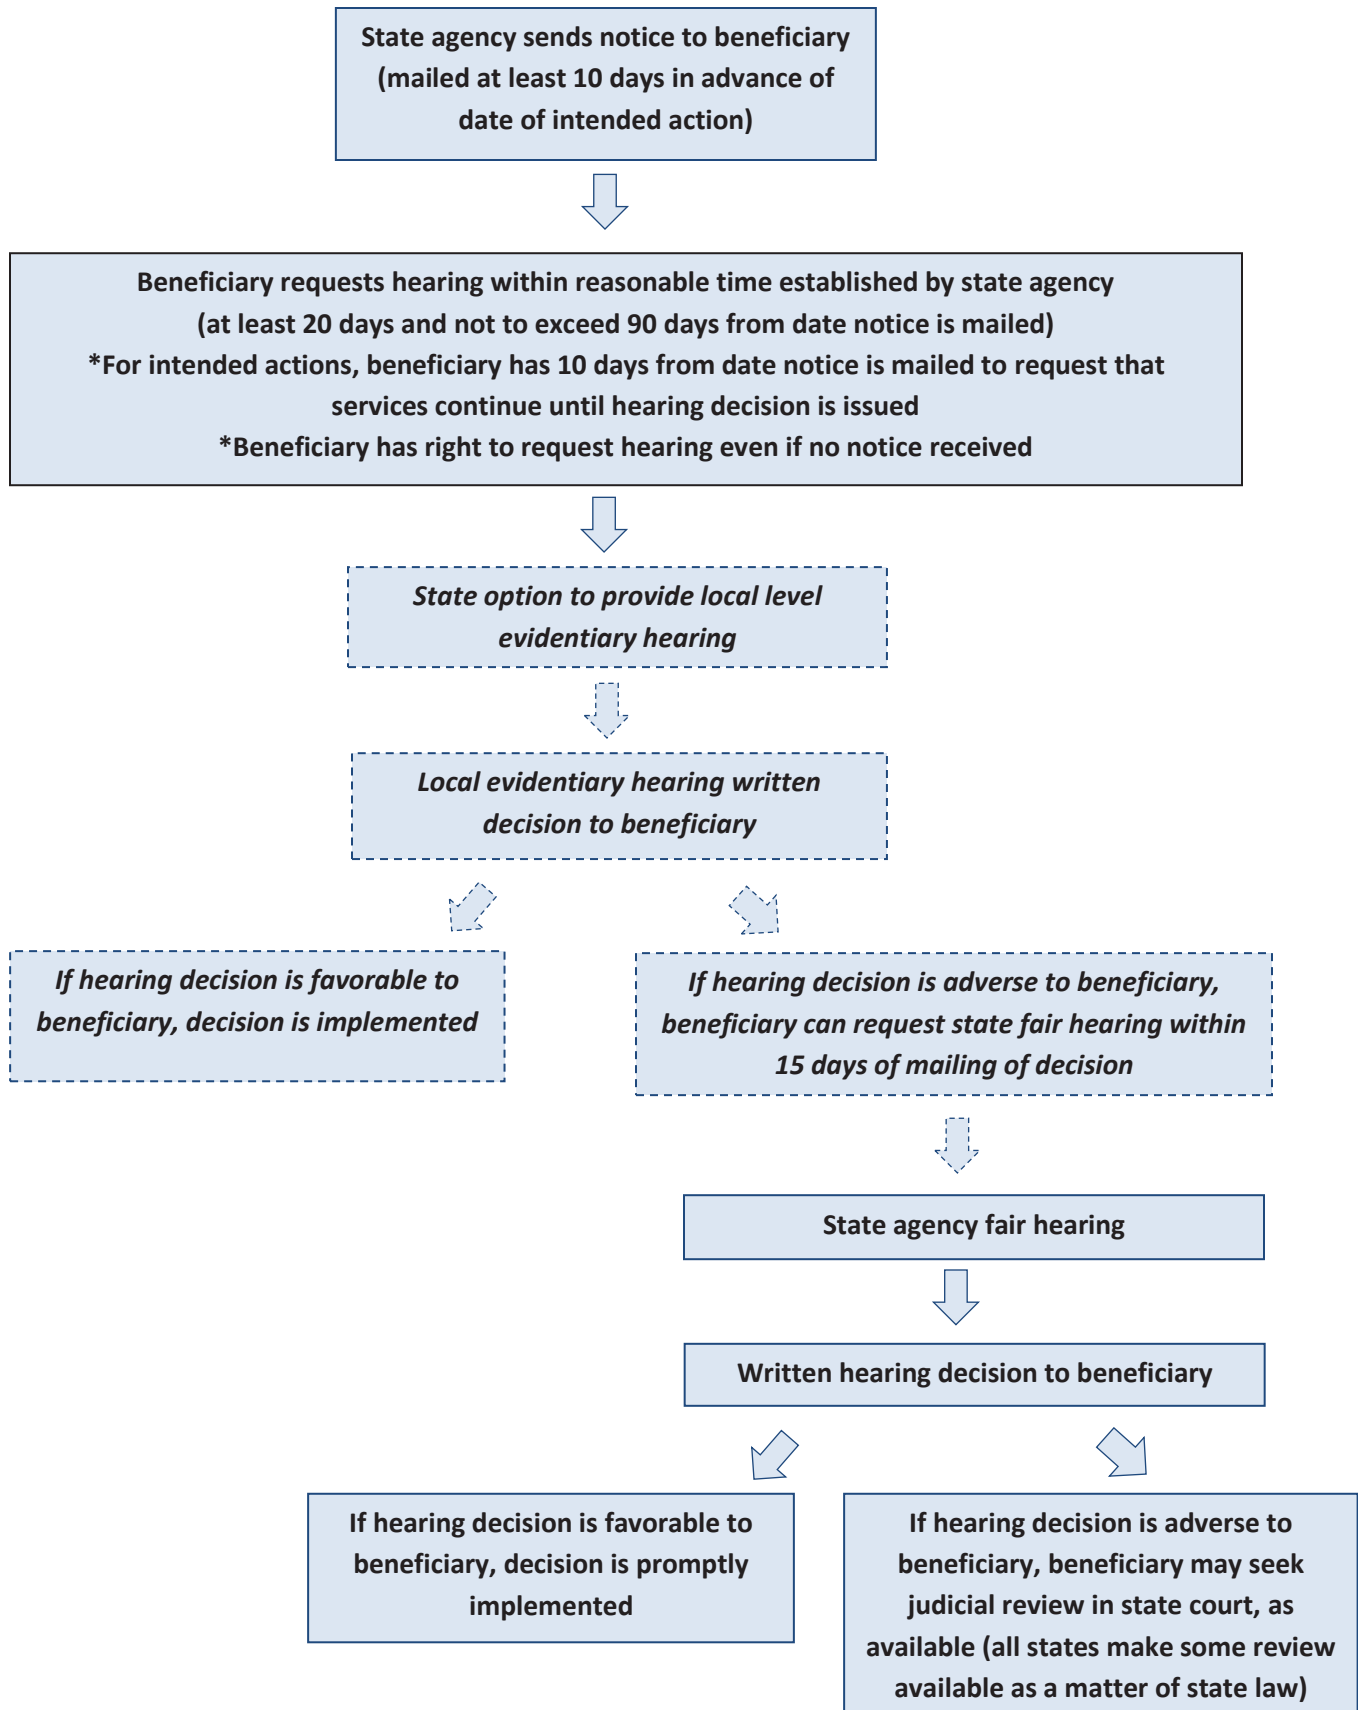 State agency sends notice to beneficiary
(mailed at least 10 days in advance of
date of intended action)
Beneficiary requests hearing within reasonable time established by state agency
(at least 20 days and not to exceed 90 days from date notice is mailed)
*For intended actions, beneficiary has 10 days from date notice is mailed to request that
services continue until hearing decision is issued
*Beneficiary has right to request hearing even if no notice received
State option to provide local level
evidentiary hearing
Local evidentiary hearing written
decision to beneficiary
If hearing decision is favorable to
beneficiary, decision is implemented
If hearing decision is adverse to beneficiary,
beneficiary can request state fair hearing within
15 days of mailing of decision
State agency fair hearing
Written hearing decision to beneficiary
If hearing decision is favorable to
beneficiary, decision is promptly
implemented
If hearing decision is adverse to
beneficiary, beneficiary may seek
judicial review in state court, as
available (all states make some review
available as a matter of state law)